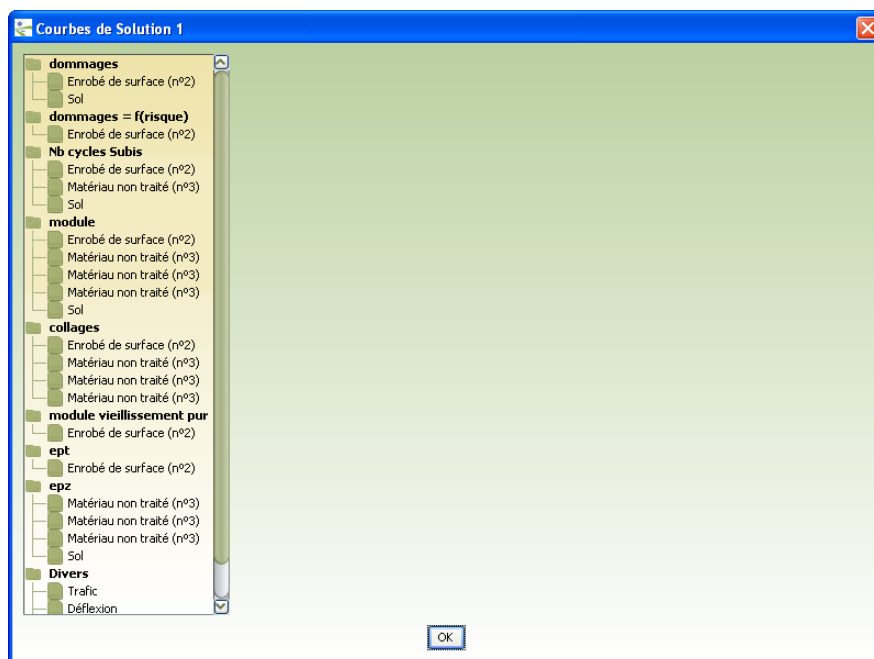 Courbes de Solution 1
dommages
Enrobé de surface (n°2)
Sol
dommages = f(risque)
Enrobé de surface (n°2)
Nb cycles Subis
Enrobé de surface (n°2)
Matériau non traité (n°3)
Sol
module
Enrobé de surface (n°2)
Matériau non traité (n°3)
Matériau non traité (n°3)
Matériau non traité (n°3)
Sol
collages
Enrobé de surface (n°2)
Matériau non traité (n°3)
Matériau non traité (n°3)
Matériau non traité (n°3)
module vieillissement pur
Enrobé de surface (n°2)
ept
Enrobé de surface (n°2)
epz
Matériau non traité (n°3)
Matériau non traité (n°3)
Matériau non traité (n°3)
Sol
Divers
Trafic
Déflexion
OK